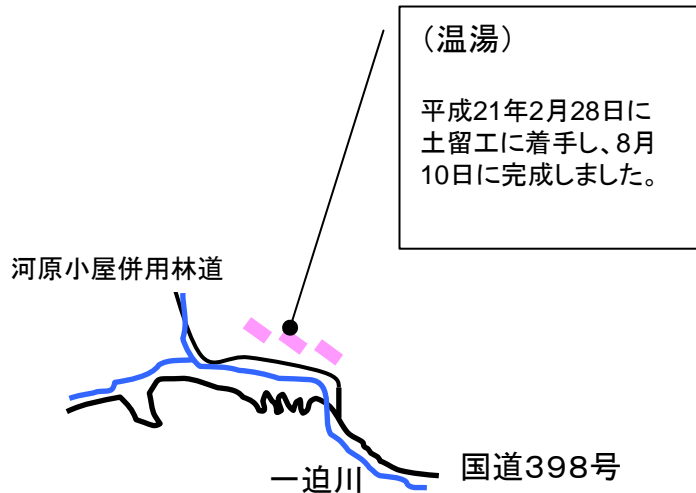 （温湯）
平成21年2月28日に
土留工に着手し、8月
10日に完成しました。
河原小屋併用林道
一迫川
国道398号